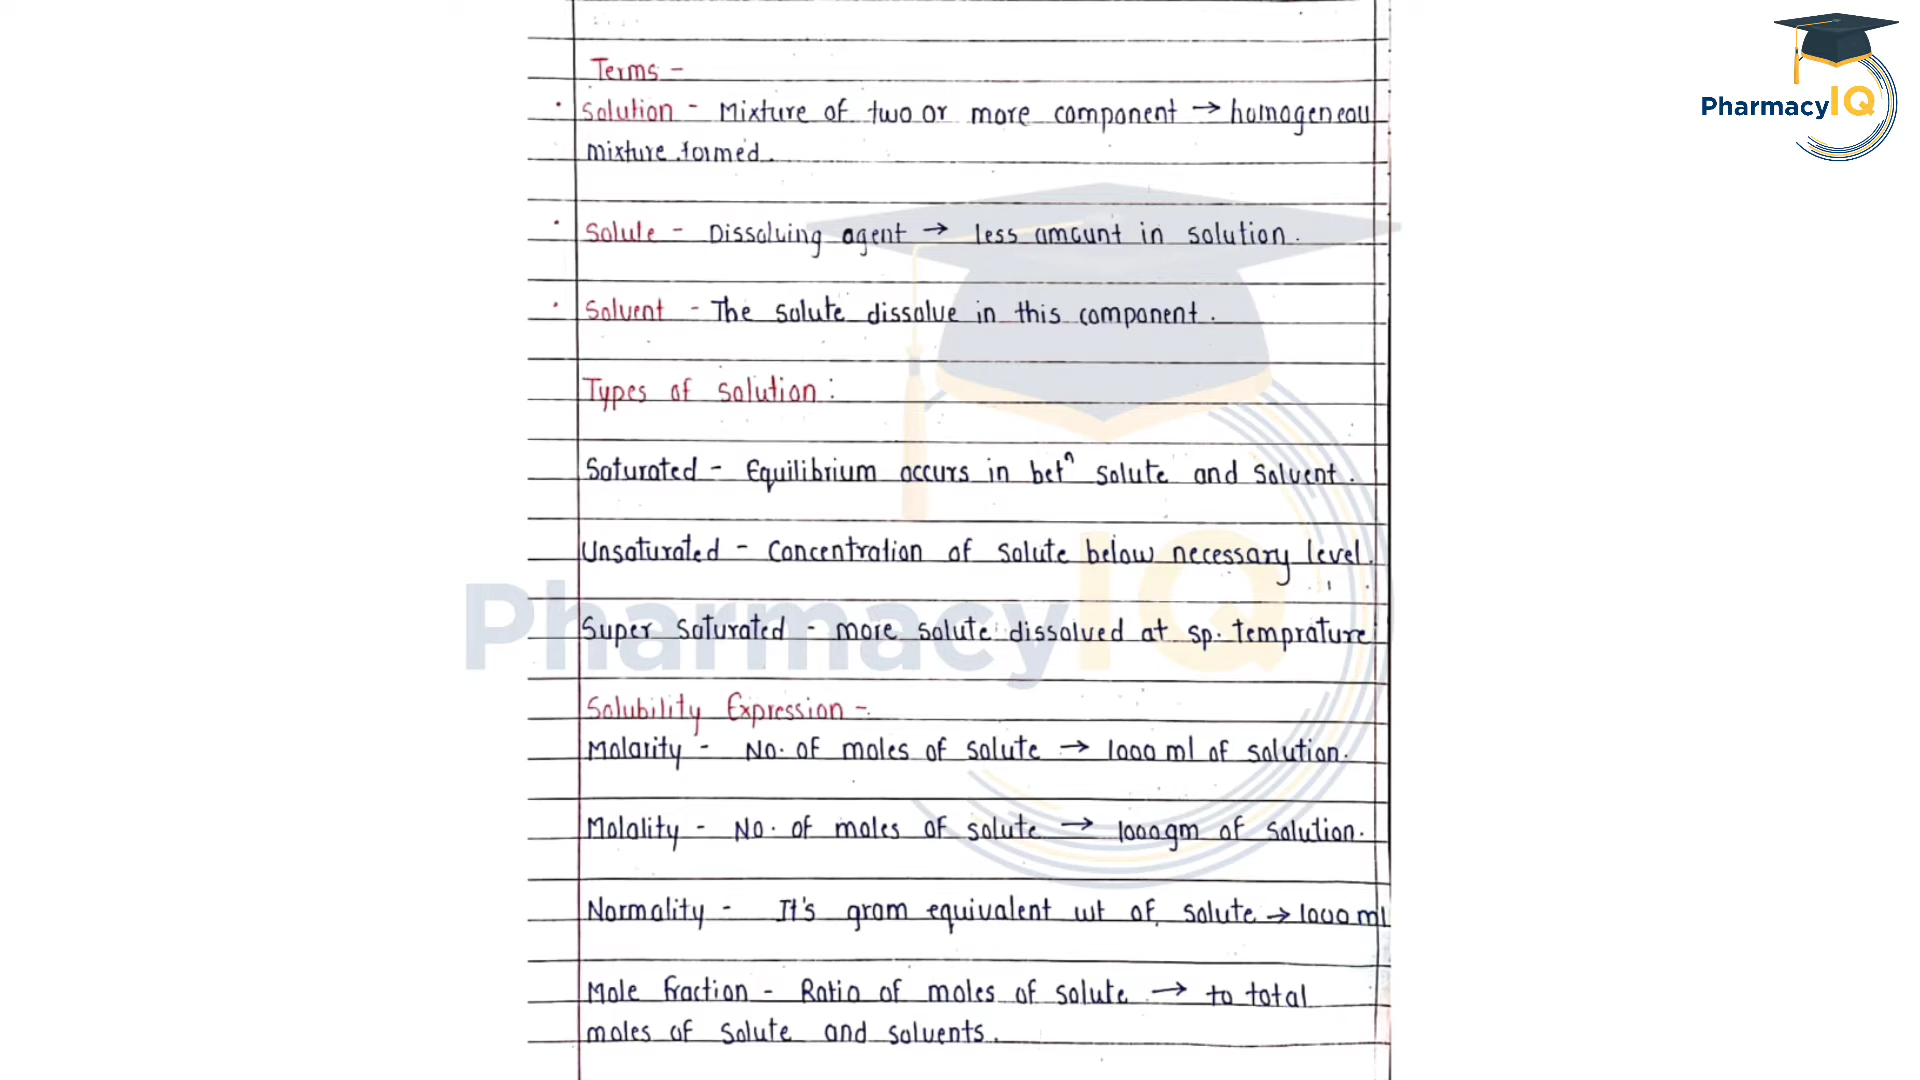 PharmacyIQ
Terms -
Solution - Mixture of two or more component → homogeneou
mixture formed.
Solute - Dissolving agent → less amount in solution.
Solvent - The solute dissolve in this component.
Types of solution:
Saturated - Equilibrium occurs in betⁿ solute and solvent.
Unsaturated - Concentration of solute below necessary level.
Super saturated - more solute dissolved at sp. temprature
PharmacyIQ
Solubility Expression -
Molarity - No. of moles of solute → 1000 ml of solution.
Molality - No. of moles of solute → 1000gm of solution.
Normality - It's gram equivalent wt of solute → 1000 ml
Mole fraction - Ratio of moles of solute → to total
moles of solute and solvents.